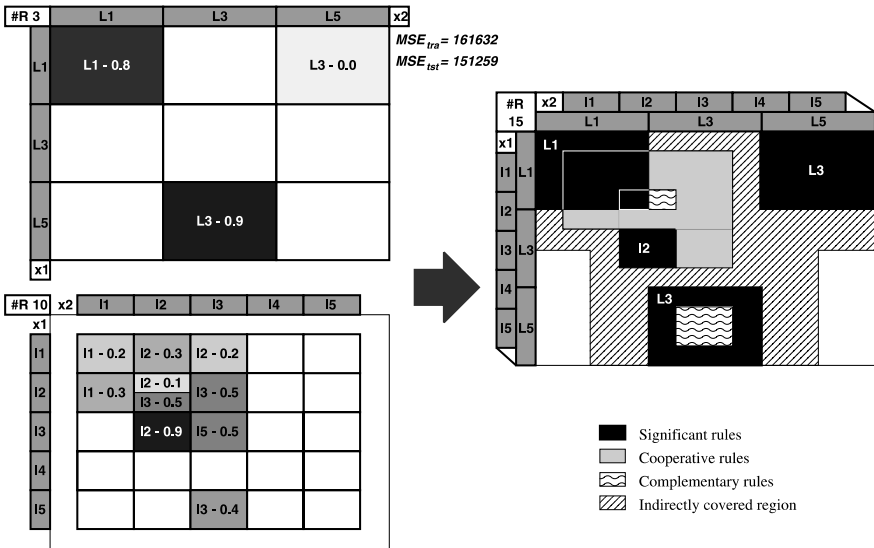 #R 3 L1 L3 L5 x2
L1 L1 - 0.8 L3 - 0.0
MSEtra = 161632
MSEtst = 151259
L3
L5 L3 - 0.9
x1
#R 10 x2 I1 I2 I3 I4 I5
x1
I1 I1 - 0.2 I2 - 0.3 I2 - 0.2
I2 I1 - 0.3 I2 - 0.1 I3 - 0.5
I3 - 0.5
I3 I2 - 0.9 I5 - 0.5
I4
I5 I3 - 0.4
#R 15 x2 I1 I2 I3 I4 I5
L1 L3 L5
x1
I1 L1 L1 L3
I2
I3 L3 I2
I4
I5 L5 L3
Significant rules
Cooperative rules
Complementary rules
Indirectly covered region